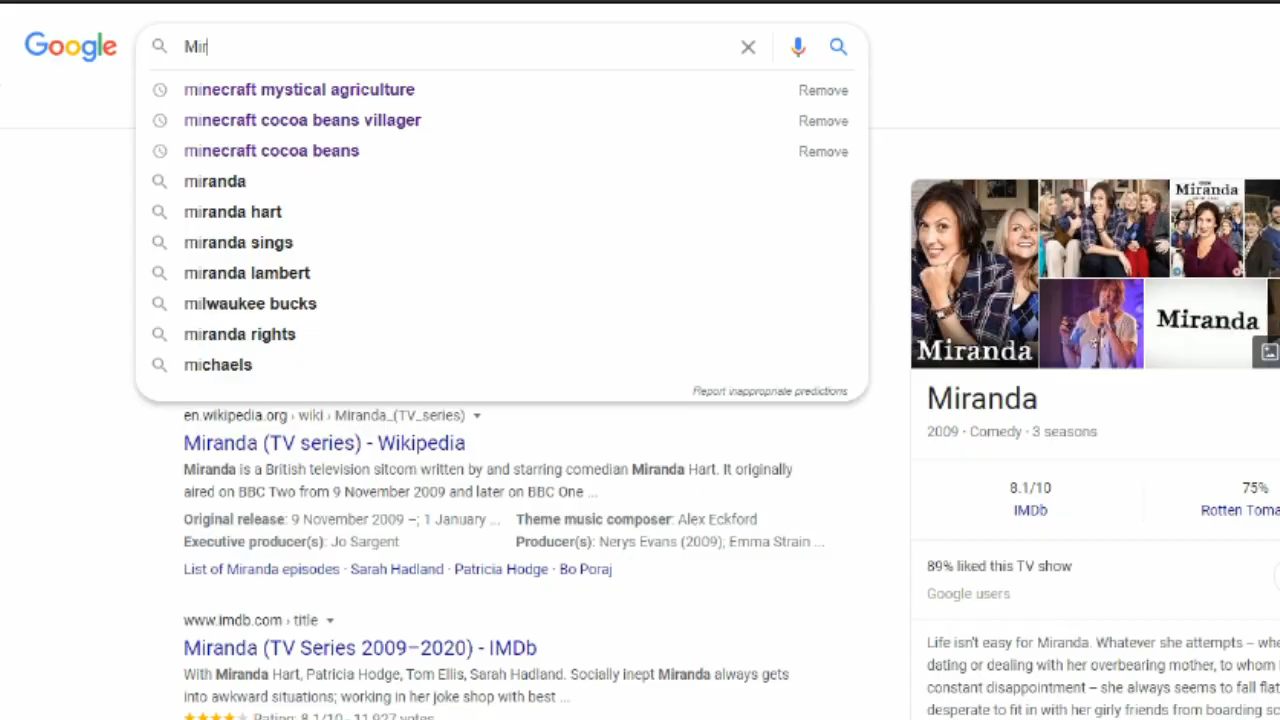 Google
Mir
minecraft mystical agriculture Remove
minecraft cocoa beans villager Remove
minecraft cocoa beans Remove
miranda
miranda hart
miranda sings
miranda lambert
milwaukee bucks
miranda rights
michaels
Report inappropriate predictions
en.wikipedia.org › wiki › Miranda_(TV_series)
Miranda (TV series) - Wikipedia
Miranda is a British television sitcom written by and starring comedian Miranda Hart. It originally
aired on BBC Two from 9 November 2009 and later on BBC One ...
Original release: 9 November 2009 –; 1 January ... Theme music composer: Alex Eckford
Executive producer(s): Jo Sargent Producer(s): Nerys Evans (2009); Emma Strain ...
List of Miranda episodes · Sarah Hadland · Patricia Hodge · Bo Poraj
www.imdb.com › title
Miranda (TV Series 2009–2020) - IMDb
With Miranda Hart, Patricia Hodge, Tom Ellis, Sarah Hadland. Socially inept Miranda always gets
into awkward situations; working in her joke shop with best ...
Rating: 8.1/10 - 11,927 votes
Miranda
Miranda
Miranda
Miranda
2009 · Comedy · 3 seasons
8.1/10 75%
IMDb Rotten Toma
89% liked this TV show
Google users
Life isn't easy for Miranda. Whatever she attempts – whe
dating or dealing with her overbearing mother, to whom
constant disappointment – she always seems to fall flat
desperate to fit in with her girly friends from boarding sc